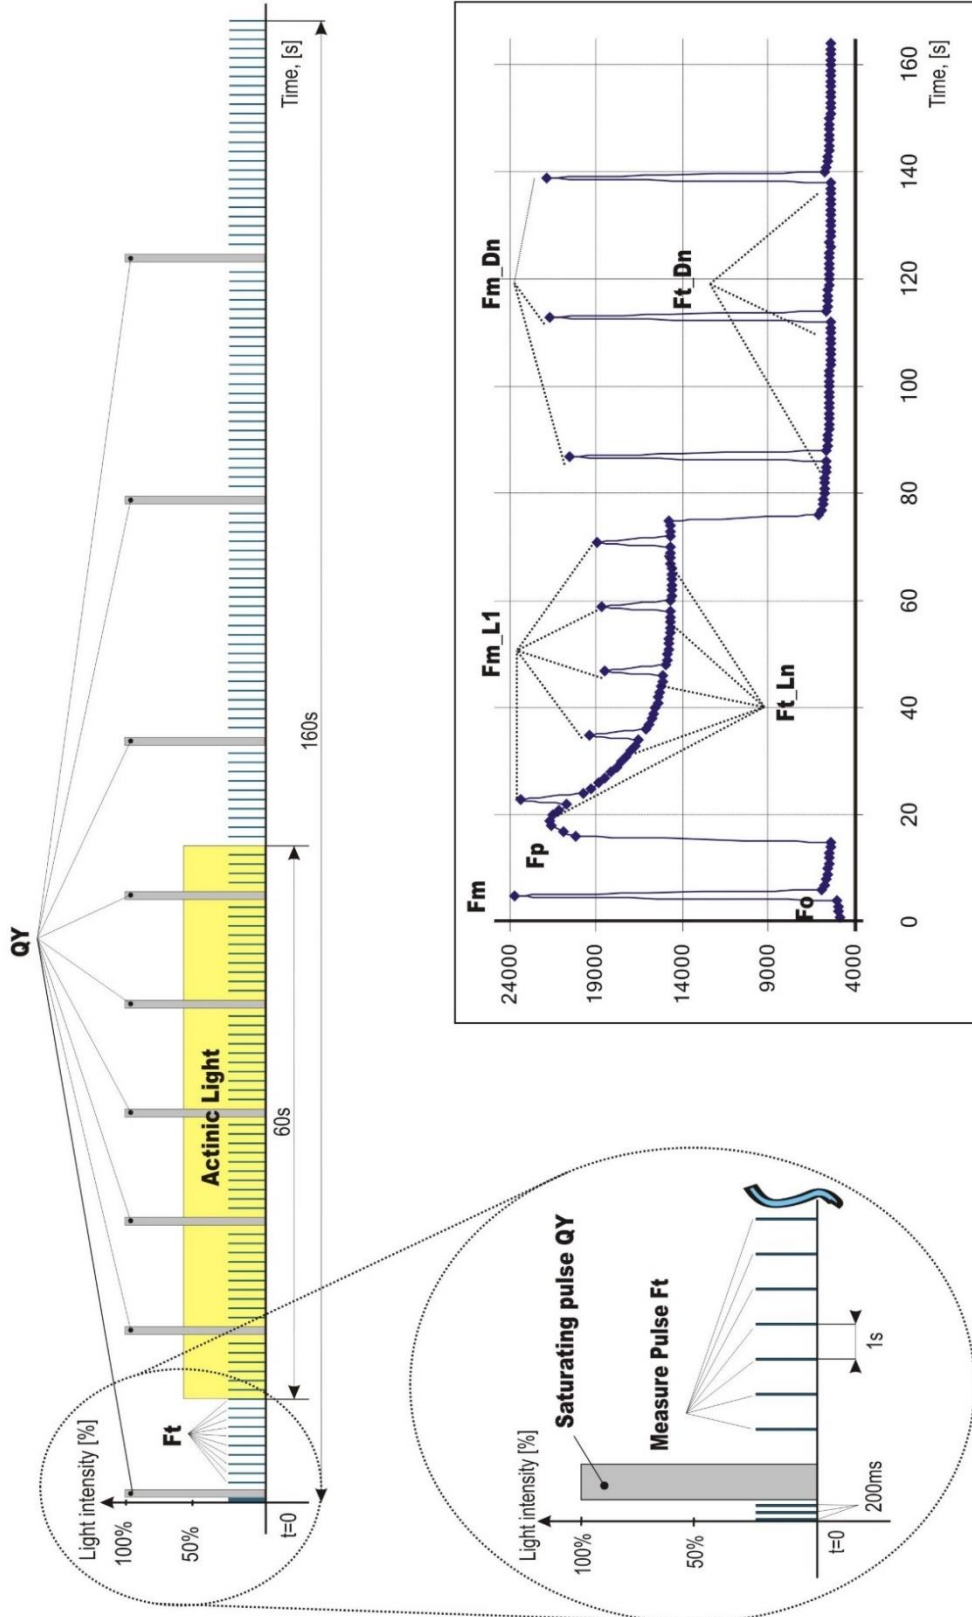 QY
Light intensity [%]
100%
50%
t=0
Ft
Actinic Light
60s
160s
Time, [s]
Light intensity [%]
100%
50%
t=0
200ms
Saturating pulse QY
Measure Pulse Ft
1s
Fm
Fm_L1
Fm_Dn
Fp
Fo
Ft_Ln
Ft_Dn
24000
19000
14000
9000
4000
0 20 40 60 80 100 120 140 160
Time, [s]